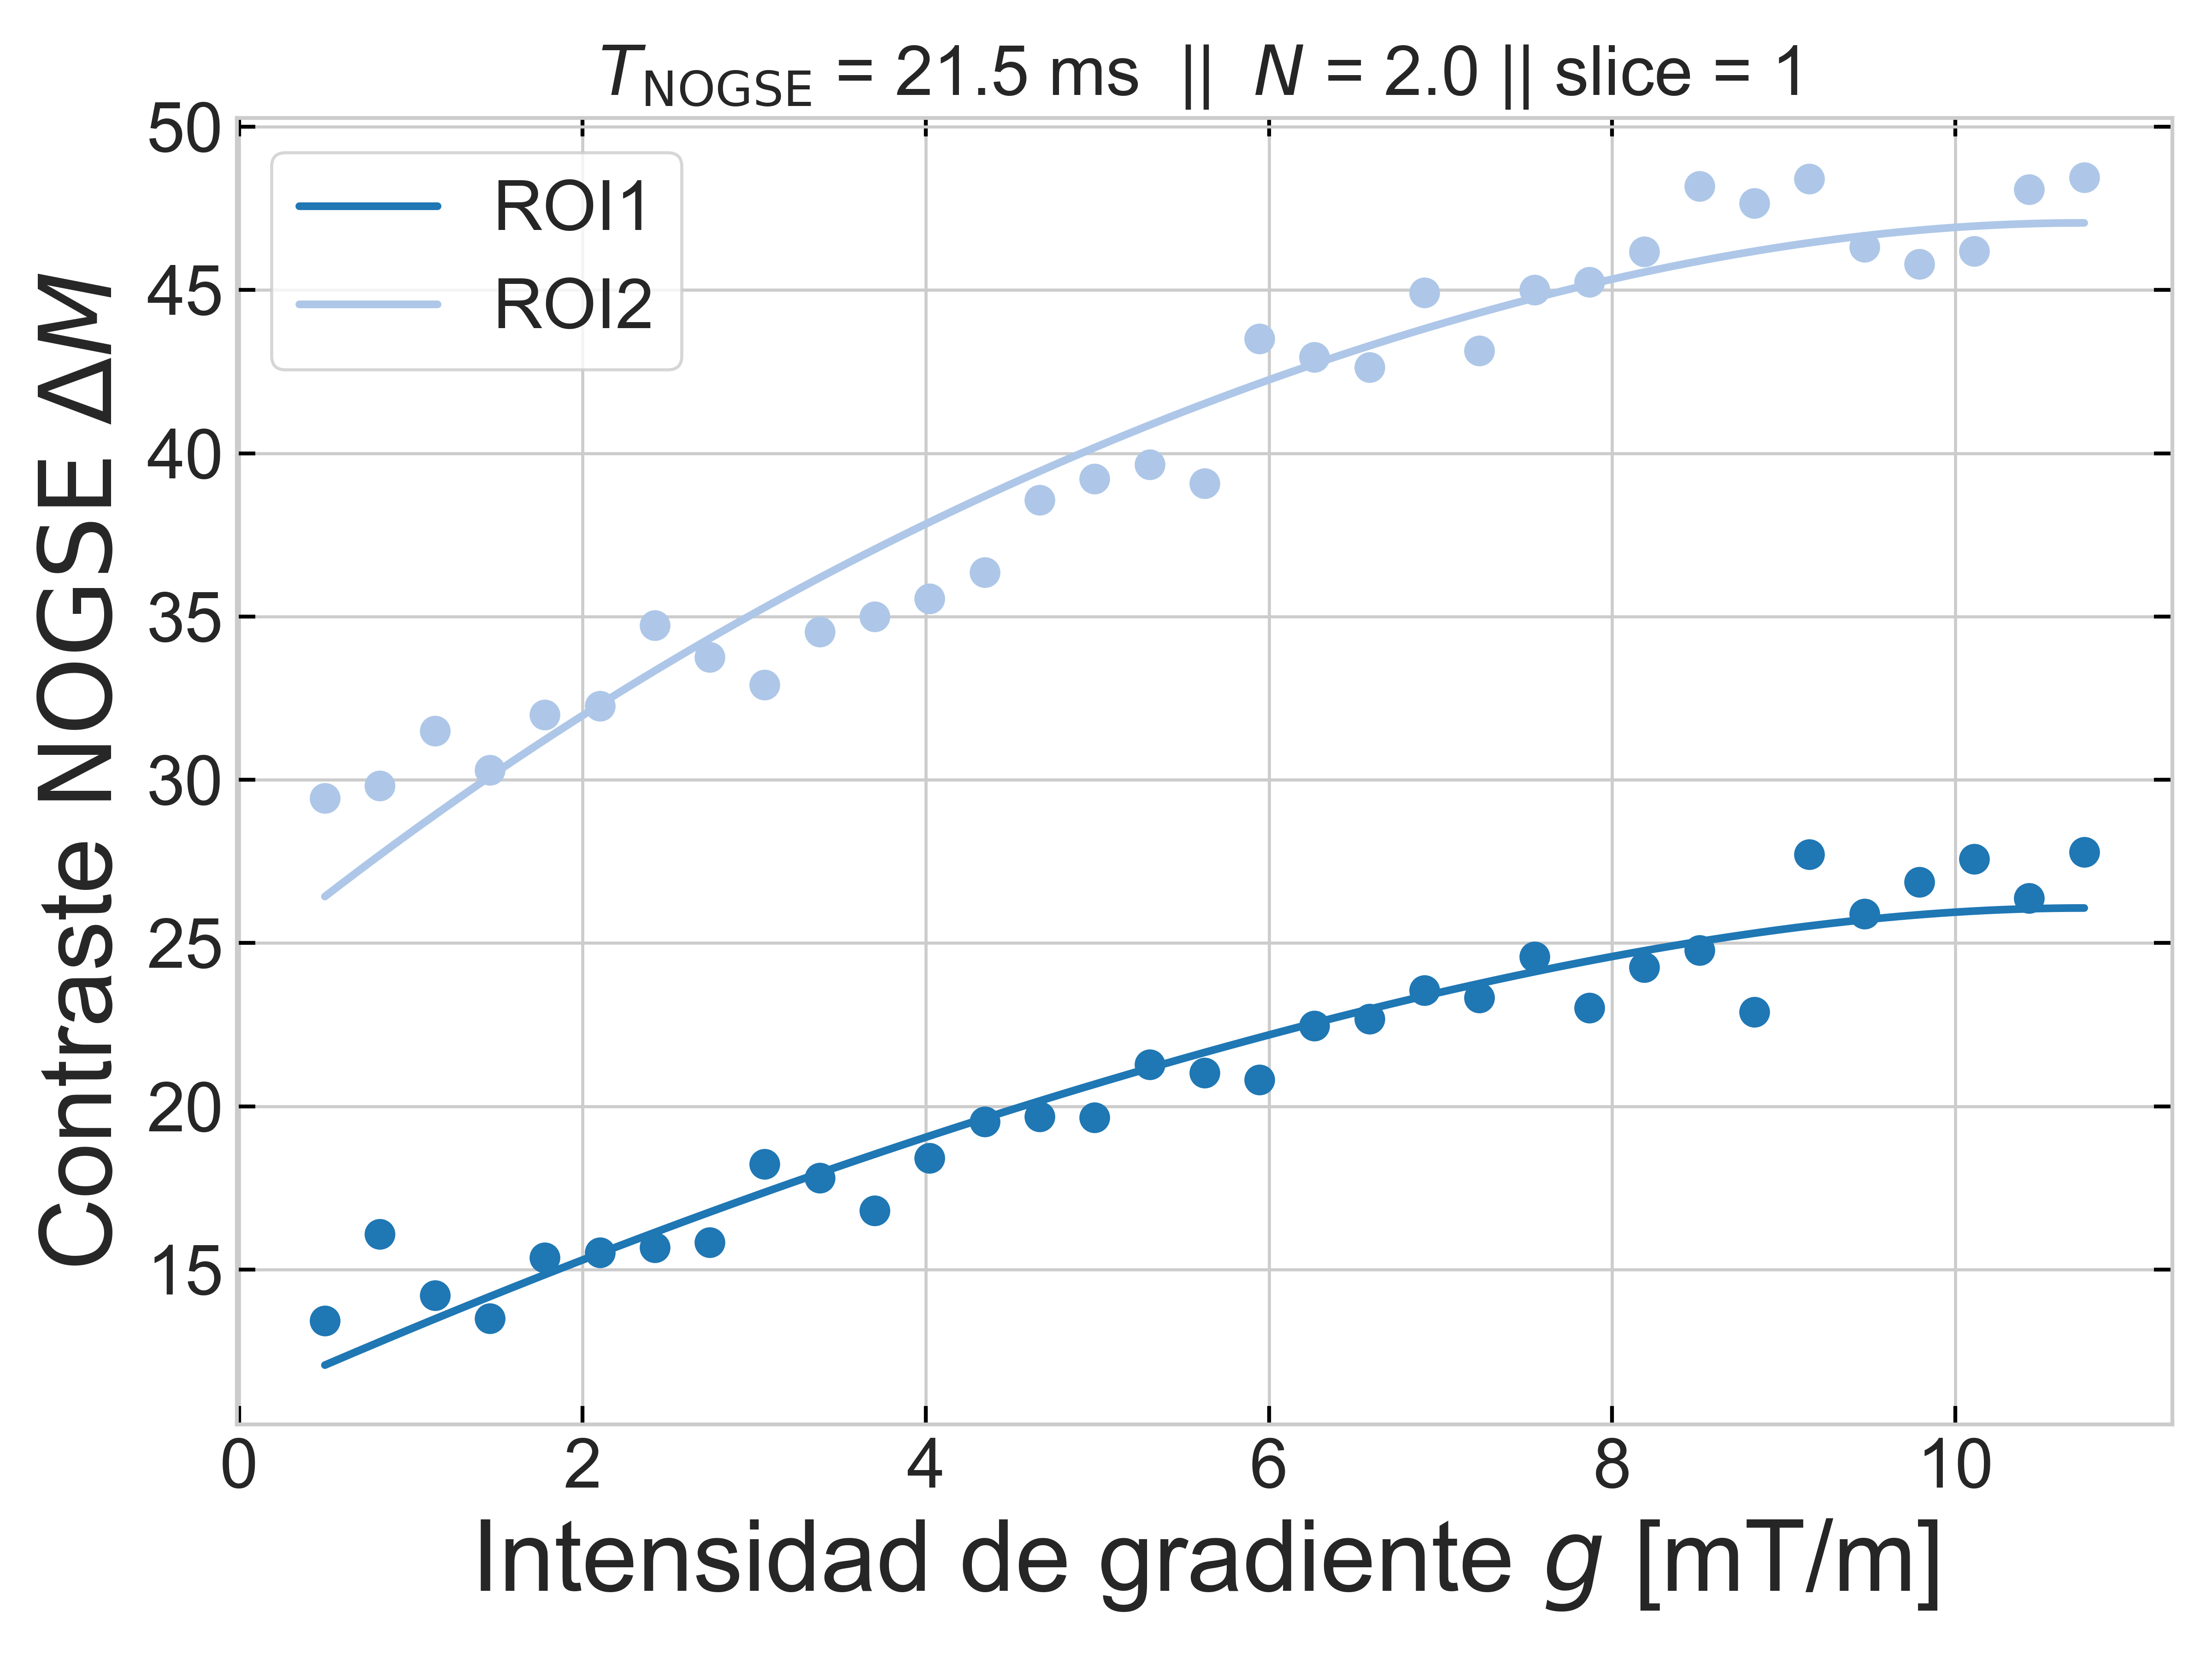 T_NOGSE = 21.5 ms || N = 2.0 || slice = 1
50
45
40
35
30
25
20
15
ROI1
ROI2
Contraste NOGSE ΔM
0 2 4 6 8 10
Intensidad de gradiente g [mT/m]